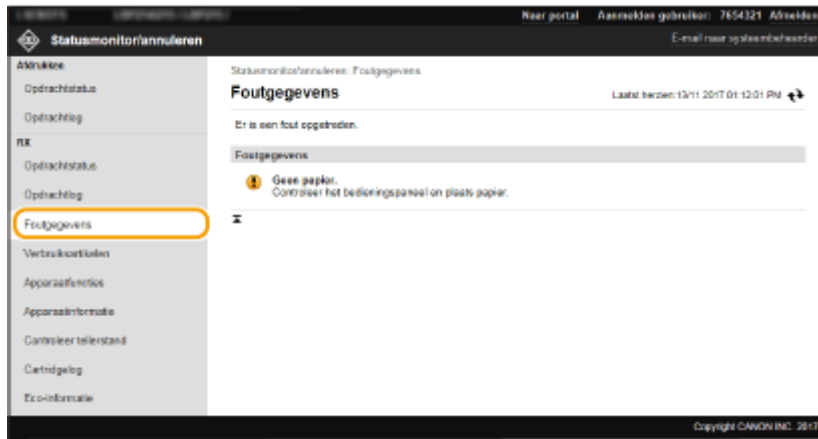 Naar portal Aanmelden gebruiker: 7654321 Afmelden
Statusmonitor/annuleren
E-mail naar systeembeheerder
Afdrukken
Opdrachtstatus
Opdrachtlog
RX
Opdrachtstatus
Opdrachtlog
Foutgegevens
Verbruiksartikelen
Apparaatfuncties
Apparaatinformatie
Controleer tellerstand
Cartridgelog
Eco-informatie
Statusmonitor/annuleren: Foutgegevens
Foutgegevens
Laatst herzien:13/11 2017 01:12:01 PM
Er is een fout opgetreden.
Foutgegevens
Geen papier.
Controleer het bedieningspaneel en plaats papier.
Copyright CANON INC. 2017